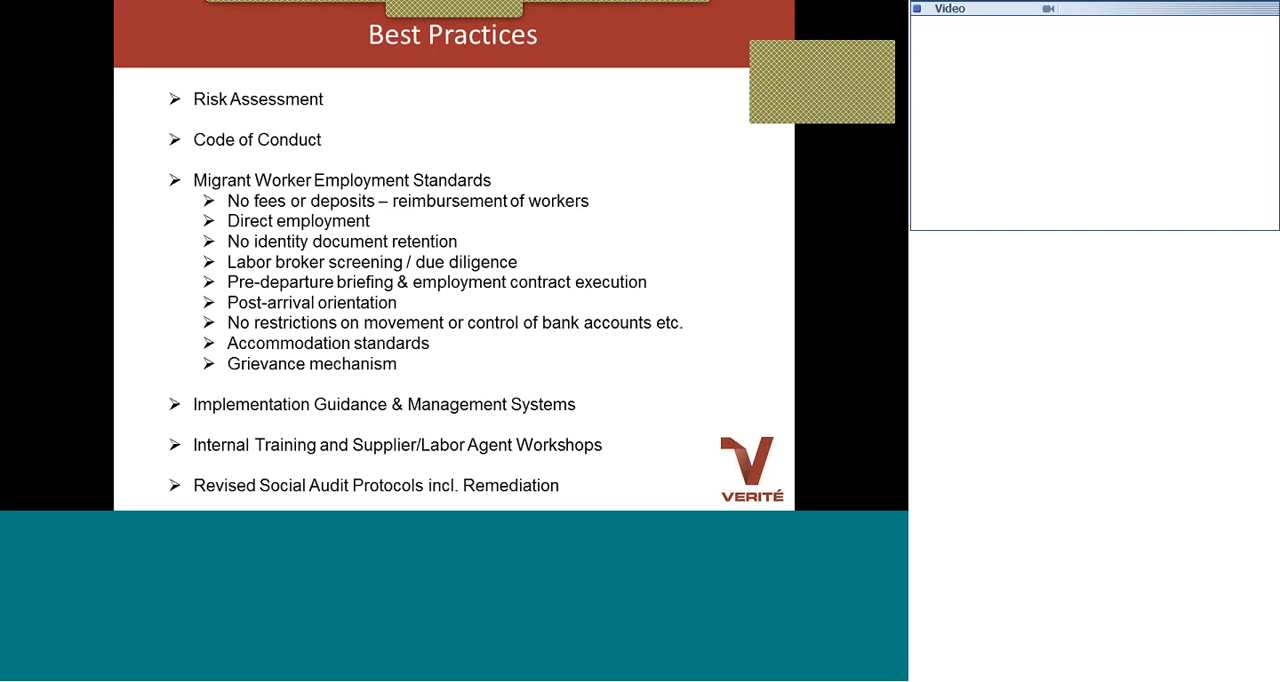 Video
Best Practices
Risk Assessment
Code of Conduct
Migrant Worker Employment Standards
No fees or deposits – reimbursement of workers
Direct employment
No identity document retention
Labor broker screening / due diligence
Pre-departure briefing & employment contract execution
Post-arrival orientation
No restrictions on movement or control of bank accounts etc.
Accommodation standards
Grievance mechanism
Implementation Guidance & Management Systems
Internal Training and Supplier/Labor Agent Workshops
Revised Social Audit Protocols incl. Remediation
VERITÉ